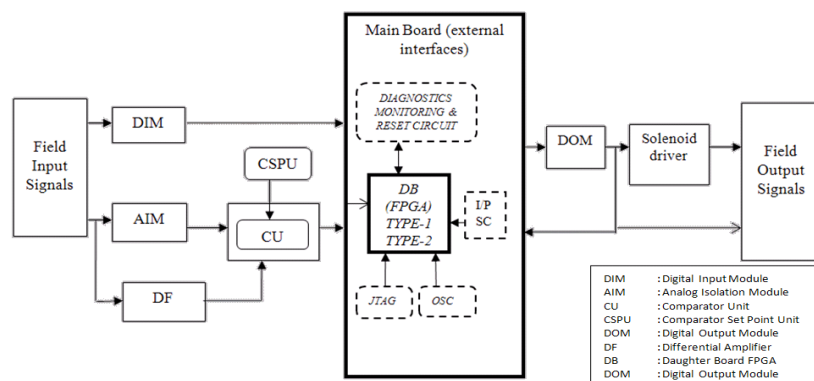 Main Board (external
interfaces)
DIAGNOSTICS
MONITORING &
RESET CIRCUIT
Field
Input
Signals
DIM
CSPU
AIM
CU
DF
DB
(FPGA)
TYPE-1
TYPE-2
I/P
SC
JTAG
OSC
DOM
Solenoid
driver
Field
Output
Signals
DIM : Digital Input Module
AIM : Analog Isolation Module
CU : Comparator Unit
CSPU : Comparator Set Point Unit
DOM : Digital Output Module
DF : Differential Amplifier
DB : Daughter Board FPGA
DOM : Digital Output Module